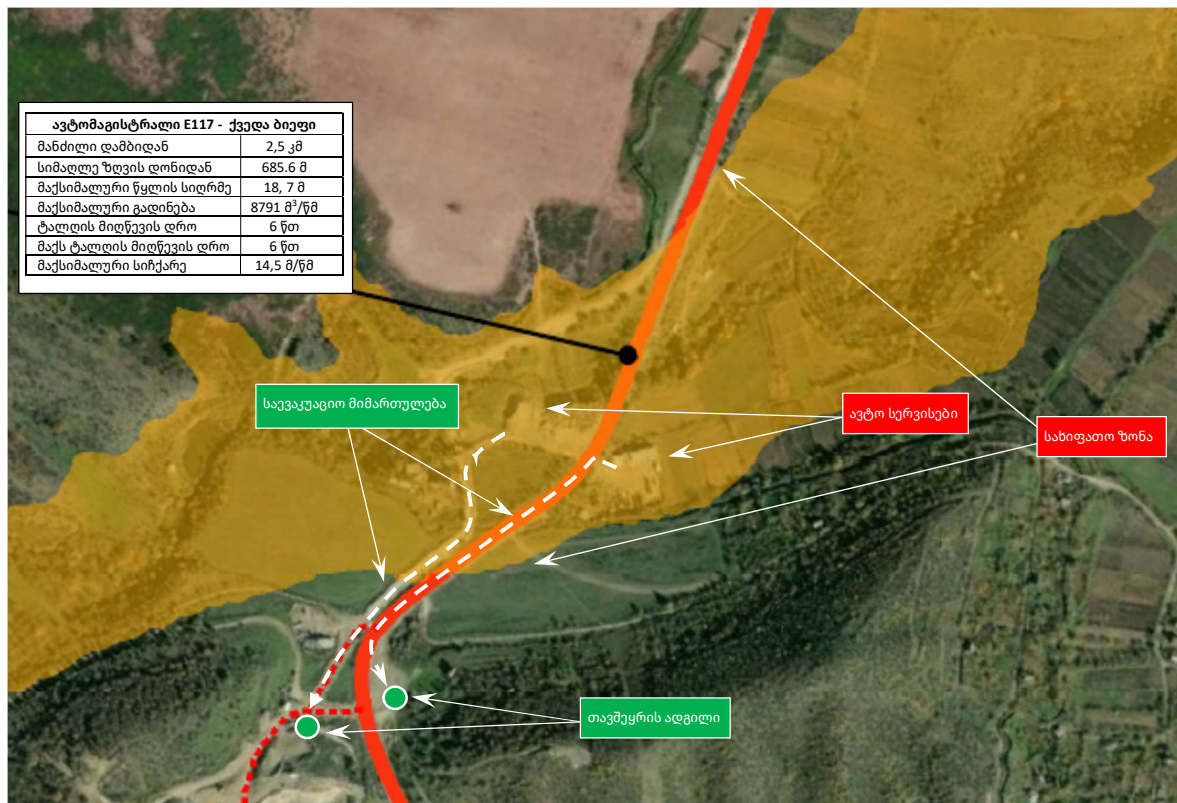 ავტომაგისტრალი E117 - ქვედა ბიეფი
მანძილი დამბიდან 2,5 კმ
სიმაღლე ზღვის დონიდან 685.6 მ
მაქსიმალური წყლის სიღრმე 18, 7 მ
მაქსიმალური გადინება 8791 მ³/წმ
ტალღის მიღწევის დრო 6 წთ
მაქს ტალღის მიღწევის დრო 6 წთ
მაქსიმალური სიჩქარე 14,5 მ/წმ
საევაკუაციო მიმართულება
ავტო სერვისები
სახიფათო ზონა
თავშეყრის ადგილი